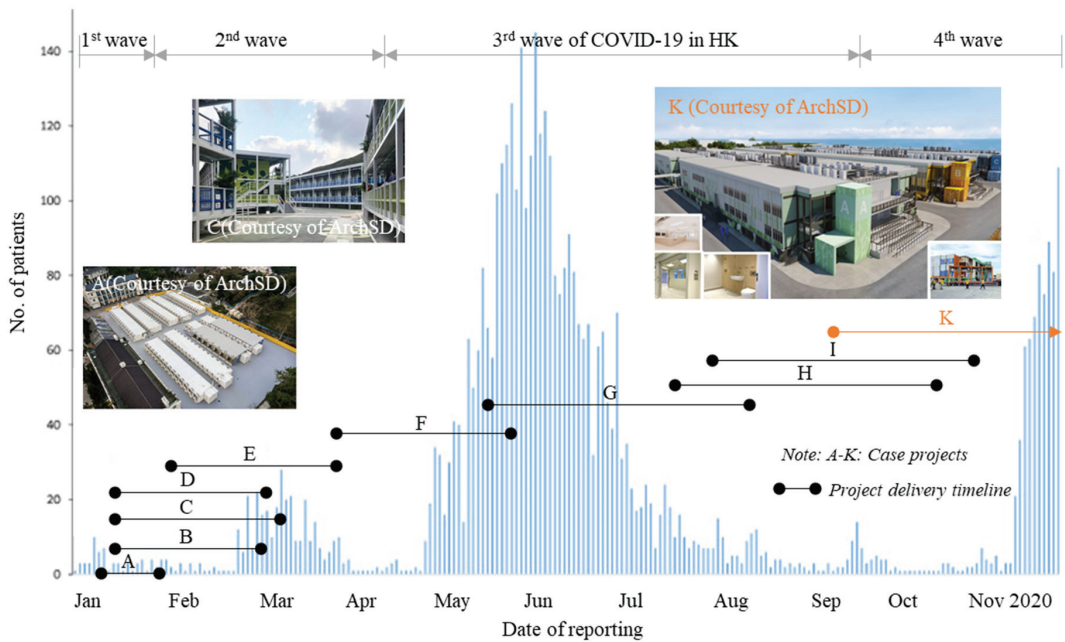 1st wave
2nd wave
3rd wave of COVID-19 in HK
4th wave
140
120
100
80
60
40
20
0
No. of patients
K (Courtesy of ArchSD)
C(Courtesy of ArchSD)
A(Courtesy of ArchSD)
A
A
K
I
H
G
F
E
D
C
B
A
Note: A-K: Case projects
Project delivery timeline
Jan Feb Mar Apr May Jun Jul Aug Sep Oct Nov 2020
Date of reporting